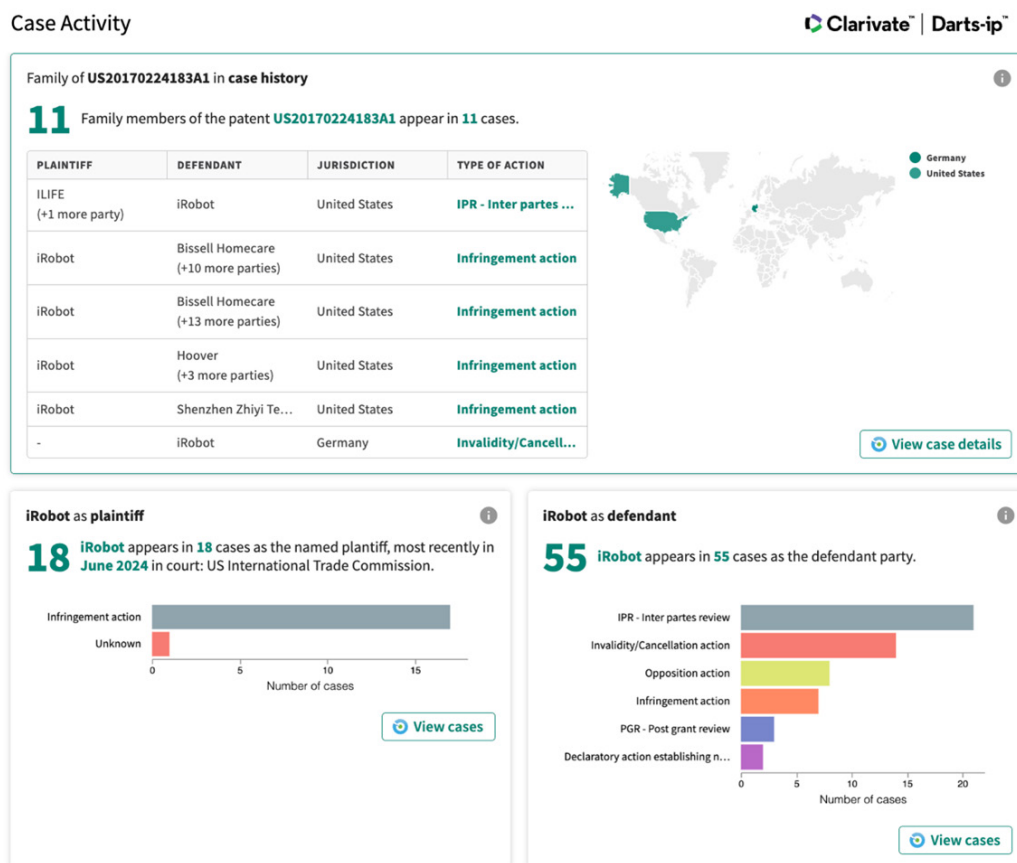 Case Activity
Clarivate™ | Darts-ip™
Family of US20170224183A1 in case history
11 Family members of the patent US20170224183A1 appear in 11 cases.
PLAINTIFF DEFENDANT JURISDICTION TYPE OF ACTION
ILIFE
(+1 more party) iRobot United States IPR - Inter partes ...
iRobot Bissell Homecare
(+10 more parties) United States Infringement action
iRobot Bissell Homecare
(+13 more parties) United States Infringement action
iRobot Hoover
(+3 more parties) United States Infringement action
iRobot Shenzhen Zhiyi Te... United States Infringement action
- iRobot Germany Invalidity/Cancell...
Germany
United States
View case details
iRobot as plaintiff
18 iRobot appears in 18 cases as the named plantiff, most recently in
June 2024 in court: US International Trade Commission.
Infringement action
Unknown
0 5 10 15
Number of cases
View cases
iRobot as defendant
55 iRobot appears in 55 cases as the defendant party.
IPR - Inter partes review
Invalidity/Cancellation action
Opposition action
Infringement action
PGR - Post grant review
Declaratory action establishing n...
0 5 10 15 20
Number of cases
View cases